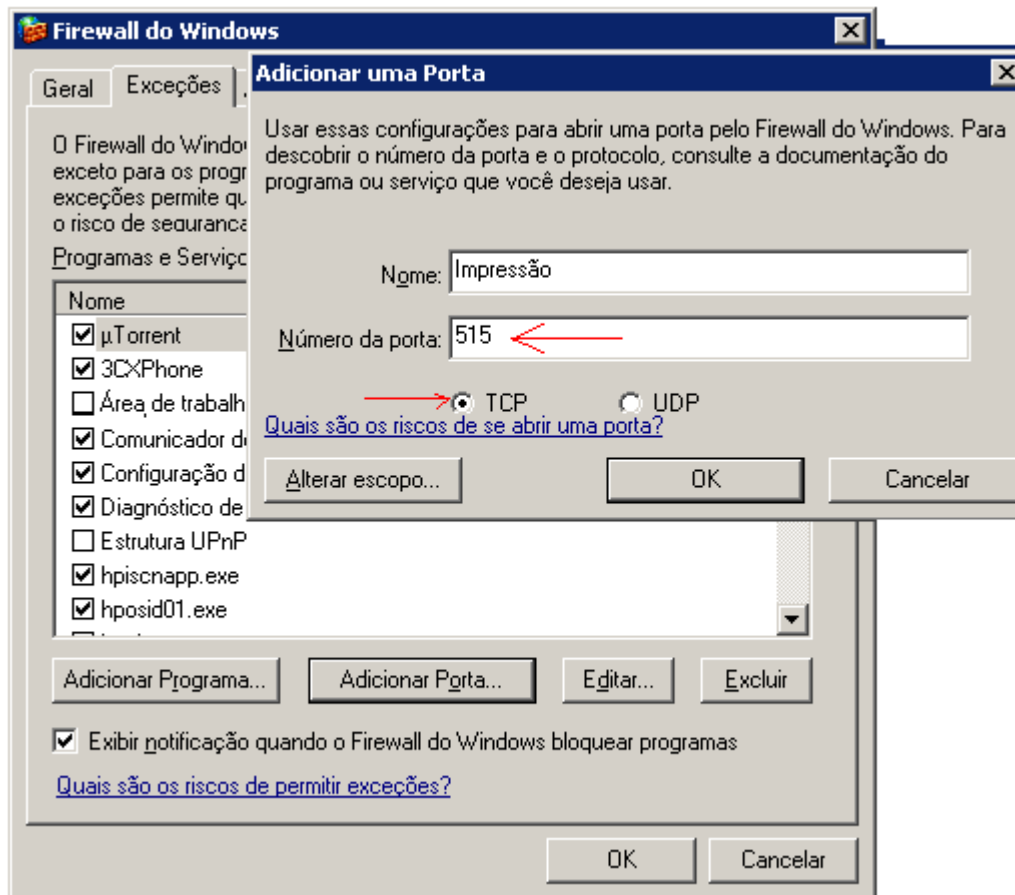 Firewall do Windows
Geral
Exceções
O Firewall do
exceto para os
exceções permite
o risco de segurança
Programas e
Nome
µTorrent
3CXPhone
Área de
Comunicador
Configuração
Diagnóstico de
Estrutura UPnP
hpiscnapp.exe
hposid01.exe
Adicionar Programa... Adicionar Porta... Editar... Excluir
Exibir notificação quando o Firewall do Windows bloquear programas
Quais são os riscos de permitir exceções?
OK Cancelar
Adicionar uma Porta
Usar essas configurações para abrir uma porta pelo Firewall do Windows. Para
descobrir o número da porta e o protocolo, consulte a documentação do
programa ou serviço que você deseja usar.
Nome: Impressão
Número da porta: 515
TCP UDP
Quais são os riscos de se abrir uma porta?
Alterar escopo... OK Cancelar